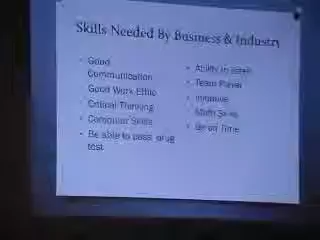 Skills Needed By Business & Industry
Good
Communication
Good Work Ethic
Critical Thinking
Computer Skills
Be able to pass drug
test
Ability to learn
Team Player
Initiative
Math Skills
Be on Time